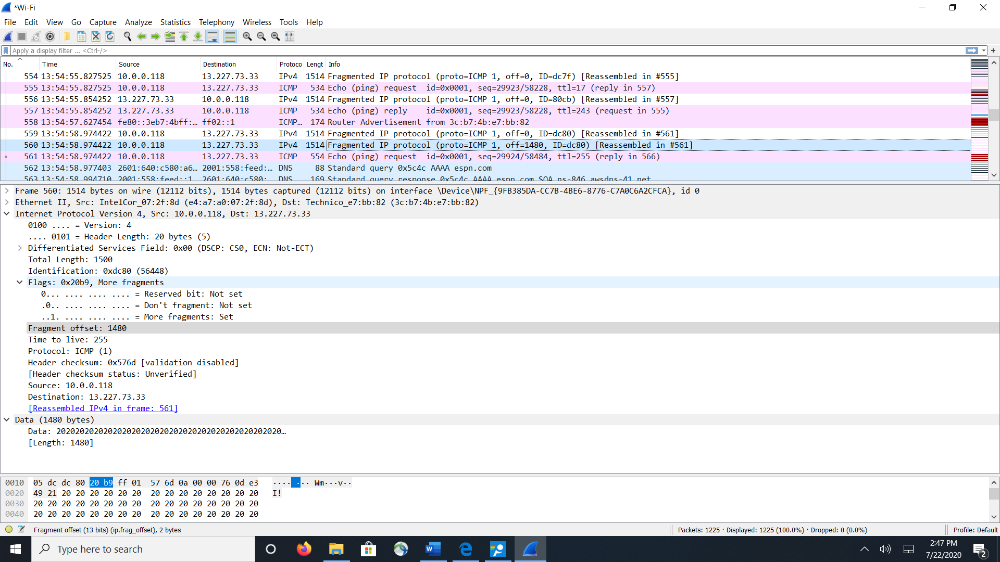 *Wi-Fi
File Edit View Go Capture Analyze Statistics Telephony Wireless Tools Help
Apply a display filter ... <Ctrl-/>
+
No. Time Source Destination Protoco Lengt Info
554 13:54:55.827525 10.0.0.118 13.227.73.33 IPv4 1514 Fragmented IP protocol (proto=ICMP 1, off=0, ID=dc7f) [Reassembled in #555]
555 13:54:55.827525 10.0.0.118 13.227.73.33 ICMP 534 Echo (ping) request id=0x0001, seq=29923/58228, ttl=17 (reply in 557)
556 13:54:55.854252 13.227.73.33 10.0.0.118 IPv4 1514 Fragmented IP protocol (proto=ICMP 1, off=0, ID=80cb) [Reassembled in #557]
557 13:54:55.854252 13.227.73.33 10.0.0.118 ICMP 534 Echo (ping) reply id=0x0001, seq=29923/58228, ttl=243 (request in 555)
558 13:54:57.627454 fe80::3eb7:4bff:… ff02::1 ICMP… 174 Router Advertisement from 3c:b7:4b:e7:bb:82
559 13:54:58.974422 10.0.0.118 13.227.73.33 IPv4 1514 Fragmented IP protocol (proto=ICMP 1, off=0, ID=dc80) [Reassembled in #561]
560 13:54:58.974422 10.0.0.118 13.227.73.33 IPv4 1514 Fragmented IP protocol (proto=ICMP 1, off=1480, ID=dc80) [Reassembled in #561]
561 13:54:58.974422 10.0.0.118 13.227.73.33 ICMP 554 Echo (ping) request id=0x0001, seq=29924/58484, ttl=255 (reply in 566)
562 13:54:58.977403 2601:640:c580:a6… 2001:558:feed:… DNS 88 Standard query 0x5c4c AAAA espn.com
563 13:54:58.994710 2001:558:feed::1 2601:640:c580: DNS 169 Standard query response 0x5c4c AAAA espn.com SOA ns-846.awsdns-41.net
Frame 560: 1514 bytes on wire (12112 bits), 1514 bytes captured (12112 bits) on interface \Device\NPF_{9FB385DA-CC7B-4BE6-8776-C7A0C6A2CFCA}, id 0
Ethernet II, Src: IntelCor_07:2f:8d (e4:a7:a0:07:2f:8d), Dst: Technico_e7:bb:82 (3c:b7:4b:e7:bb:82)
Internet Protocol Version 4, Src: 10.0.0.118, Dst: 13.227.73.33
0100 .... = Version: 4
.... 0101 = Header Length: 20 bytes (5)
Differentiated Services Field: 0x00 (DSCP: CS0, ECN: Not-ECT)
Total Length: 1500
Identification: 0xdc80 (56448)
Flags: 0x20b9, More fragments
0... .... .... .... = Reserved bit: Not set
.0.. .... .... .... = Don't fragment: Not set
..1. .... .... .... = More fragments: Set
Fragment offset: 1480
Time to live: 255
Protocol: ICMP (1)
Header checksum: 0x576d [validation disabled]
[Header checksum status: Unverified]
Source: 10.0.0.118
Destination: 13.227.73.33
[Reassembled IPv4 in frame: 561]
Data (1480 bytes)
Data: 202020202020202020202020202020202020202020202020…
[Length: 1480]
0010 05 dc dc 80 20 b9 ff 01 57 6d 0a 00 00 76 0d e3 ···· ··· Wm···v··
0020 49 21 20 20 20 20 20 20 20 20 20 20 20 20 20 20 I!
0030 20 20 20 20 20 20 20 20 20 20 20 20 20 20 20 20
0040 20 20 20 20 20 20 20 20 20 20 20 20 20 20 20 20
Fragment offset (13 bits) (ip.frag_offset), 2 bytes
Packets: 1225 · Displayed: 1225 (100.0%) · Dropped: 0 (0.0%)
Profile: Default
Type here to search
W
2:47 PM
7/22/2020
2